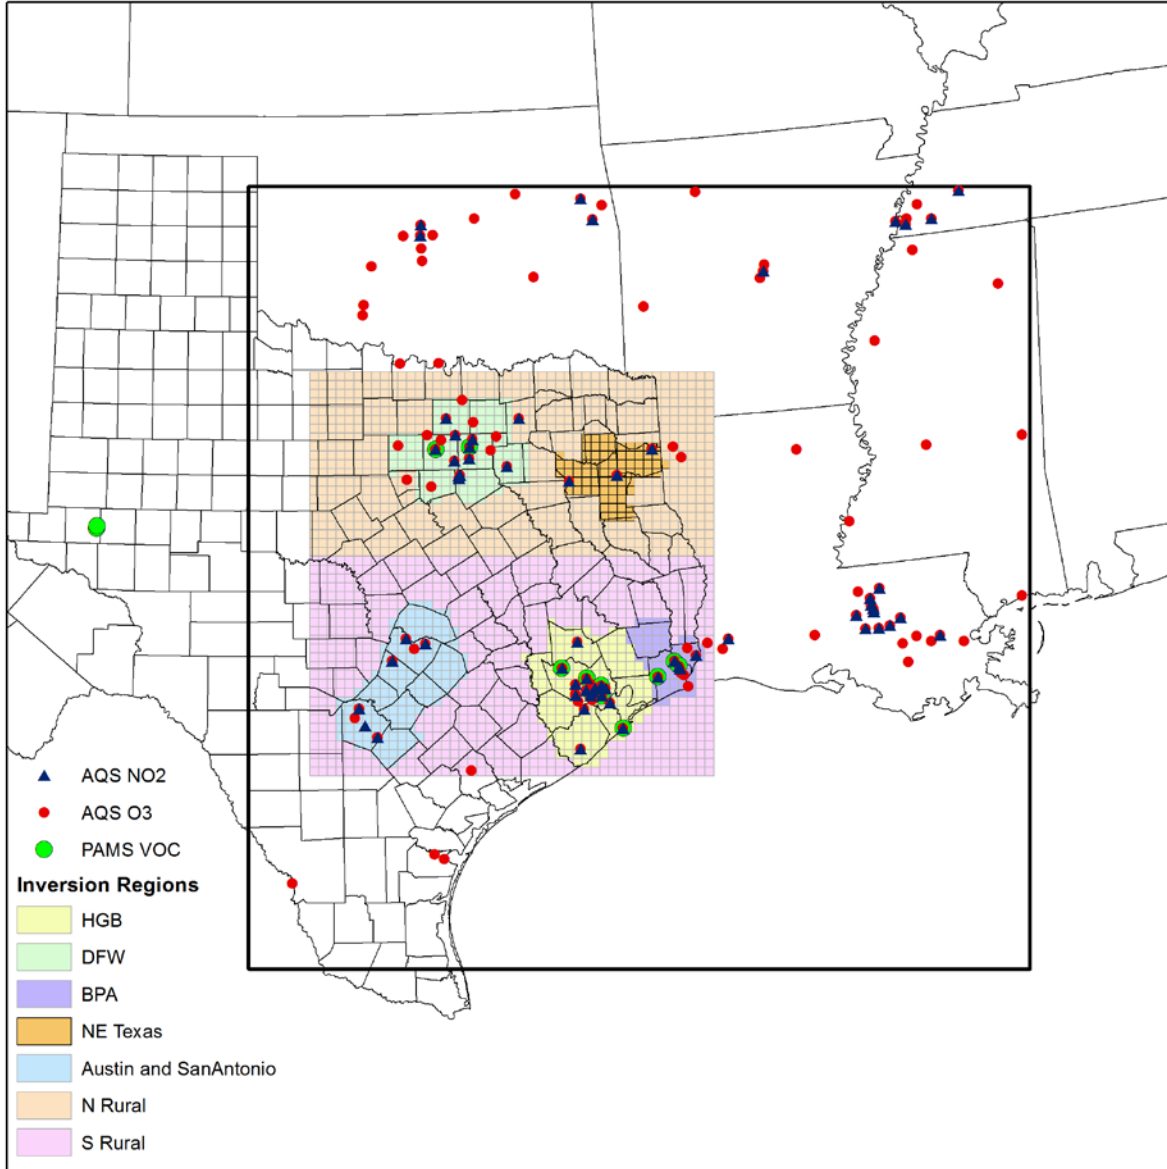 AQS NO2
AQS O3
PAMS VOC
Inversion Regions
HGB
DFW
BPA
NE Texas
Austin and SanAntonio
N Rural
S Rural